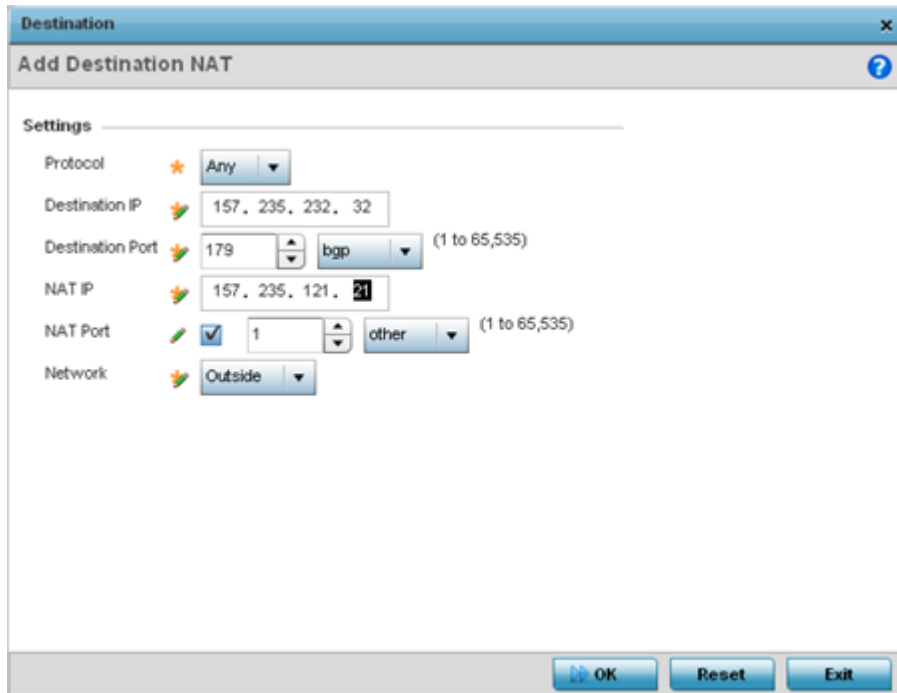 Destination ×
Add Destination NAT ?
Settings
Protocol Any
Destination IP 157. 235. 232. 32
Destination Port 179 bgp (1 to 65,535)
NAT IP 157. 235. 121. 21
NAT Port 1 other (1 to 65,535)
Network Outside
OK Reset Exit